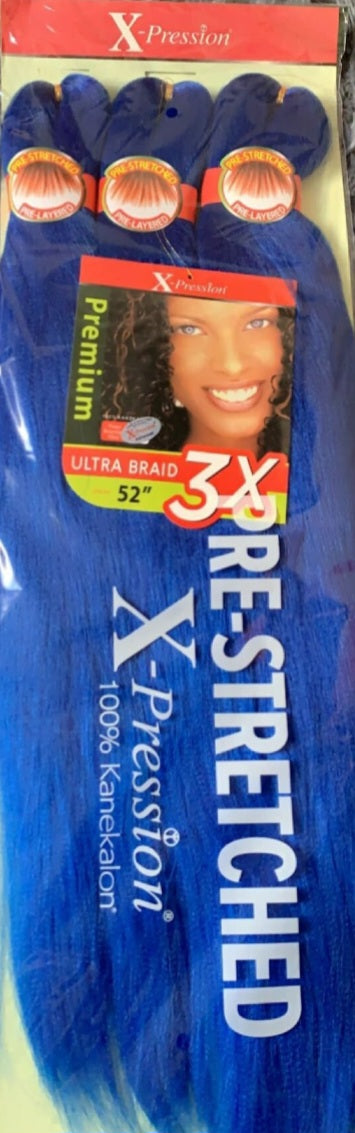 X-Pression
PRE-STRETCHED
PRE-LAYERED
PRE-STRETCHED
PRE-LAYERED
PRE-STRETCHED
PRE-LAYERED
X-Pression
Premium
ULTRA BRAID
3X
52"
PRE-STRETCHED
X-Pression®
100% Kanekalon®